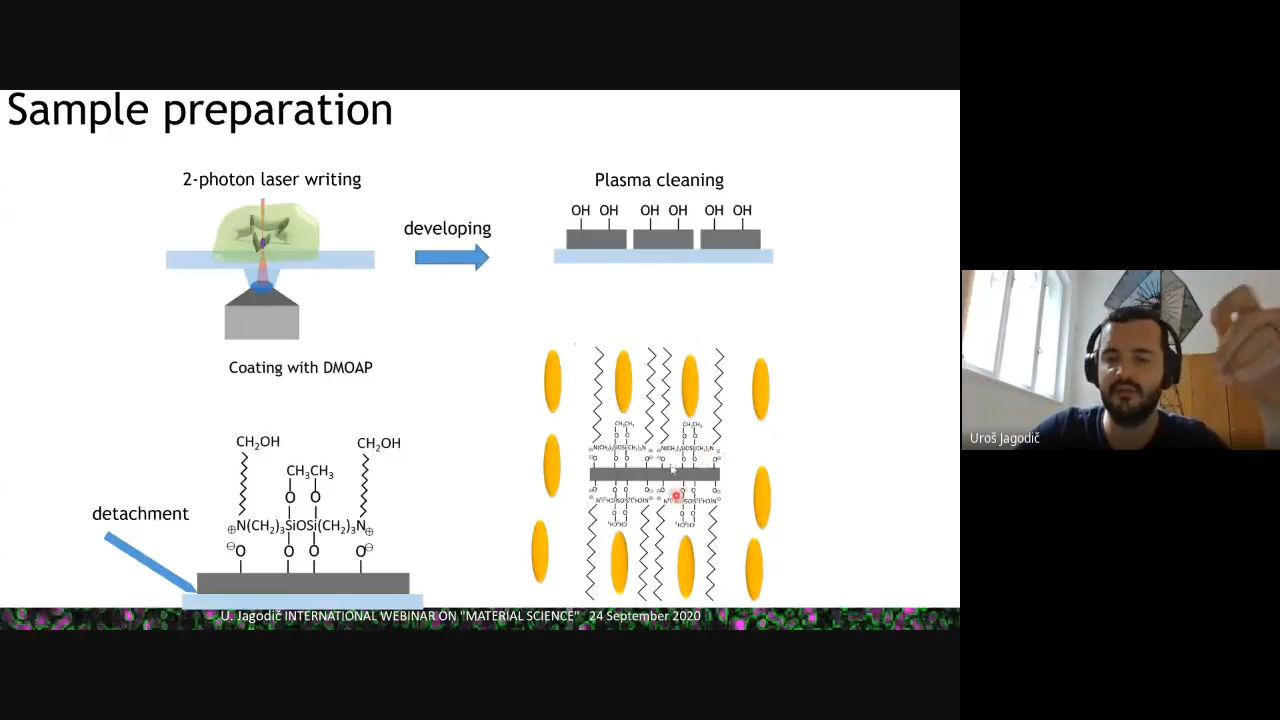 Sample preparation
2-photon laser writing
developing
Plasma cleaning
OH OH OH OH OH OH
Coating with DMOAP
CH₂OH CH₂OH
CH₃CH₃
O O
detachment
⊕N(CH₂)₃SiOSi(CH₂)₃N⊕
⊖ ⊖
O O O O
U. Jagodič INTERNATIONAL WEBINAR ON "MATERIAL SCIENCE" 24 September 2020
Uroš Jagodič